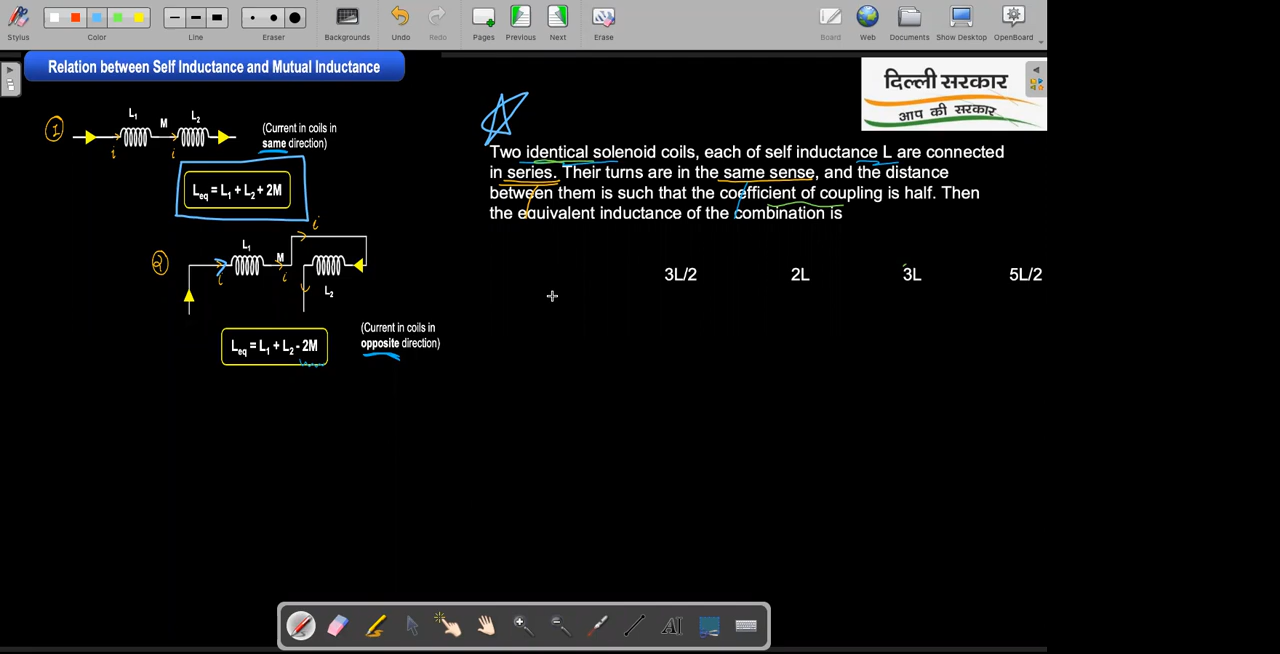 Stylus
Color
Line
Eraser
Backgrounds
Undo
Redo
Pages
Previous
Next
Erase
Board
Web
Documents
Show Desktop
OpenBoard
Relation between Self Inductance and Mutual Inductance
दिल्ली सरकार
आप की सरकार
1
L₁
M
L₂
i
i
(Current in coils in
same direction)
Leq = L₁ + L₂ + 2M
Two identical solenoid coils, each of self inductance L are connected
in series. Their turns are in the same sense, and the distance
between them is such that the coefficient of coupling is half. Then
the equivalent inductance of the combination is
3L/2
2L
3L
5L/2
2
i
L₁
M
i
i
L₂
Leq = L₁ + L₂ - 2M
(Current in coils in
opposite direction)
AI